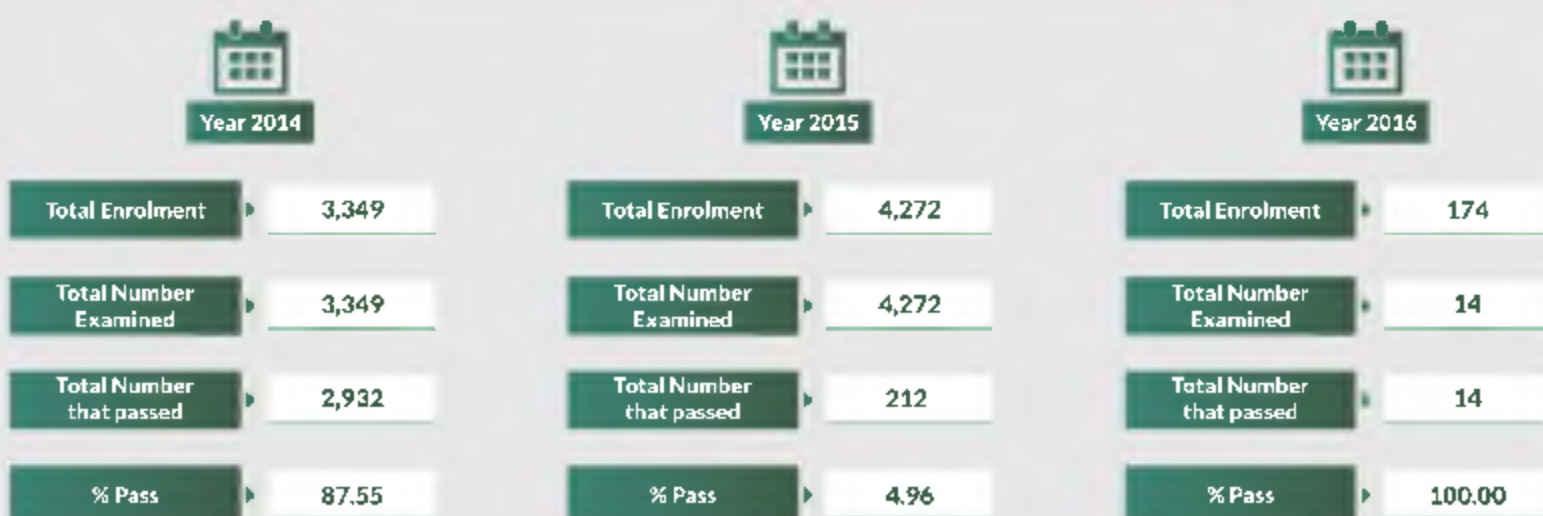 Year 2014
Year 2015
Year 2016
Total Enrolment
3,349
Total Enrolment
4,272
Total Enrolment
174
Total Number
Examined
3,349
Total Number
Examined
4,272
Total Number
Examined
14
Total Number
that passed
2,932
Total Number
that passed
212
Total Number
that passed
14
% Pass
87.55
% Pass
4.96
% Pass
100.00